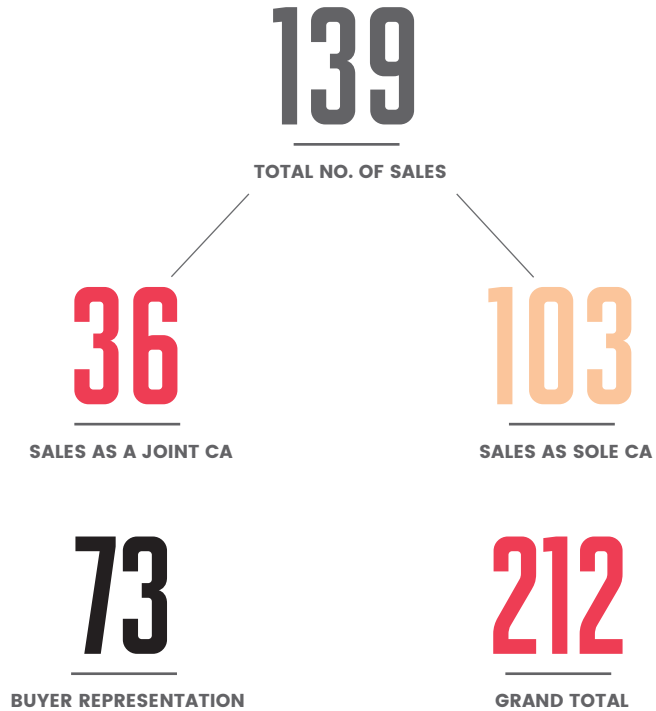 139
TOTAL NO. OF SALES
36
103
SALES AS A JOINT CA
SALES AS SOLE CA
73
212
BUYER REPRESENTATION
GRAND TOTAL